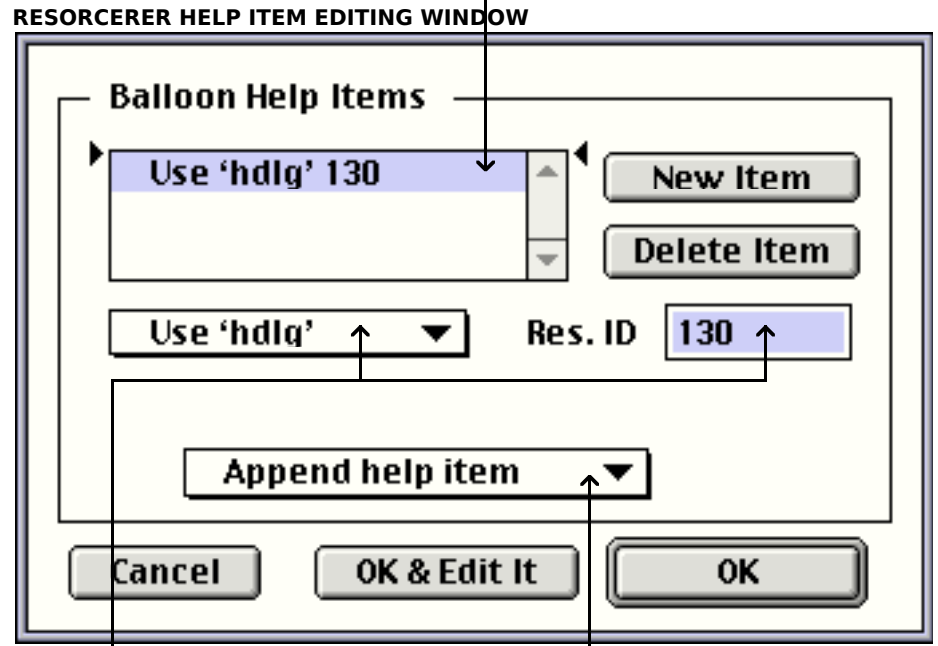 RESORCERER HELP ITEM EDITING WINDOW
Balloon Help Items
Use ‘hdlg’ 130
New Item
Delete Item
Use ‘hdlg’
Res. ID
130
Append help item
Cancel
OK & Edit It
OK